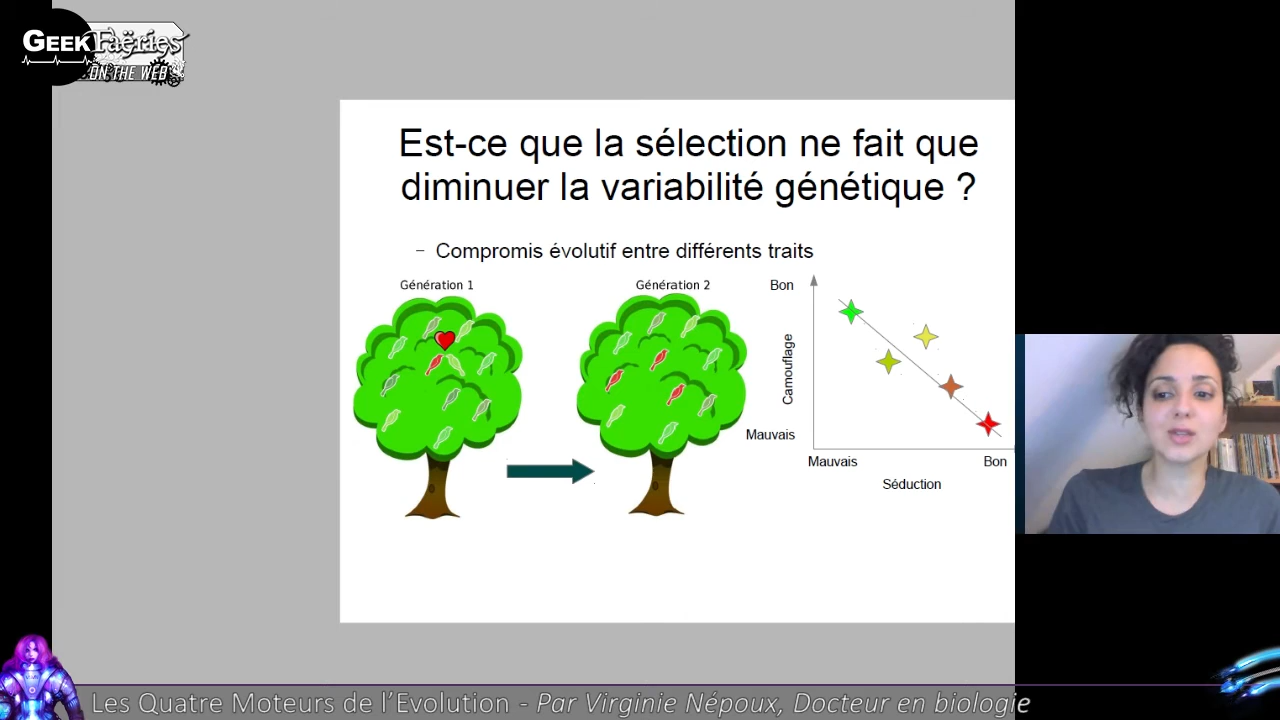 GEEK Faëries
ON THE WEB
Est-ce que la sélection ne fait que
diminuer la variabilité génétique ?
– Compromis évolutif entre différents traits
Génération 1
Génération 2
Bon
Camouflage
Mauvais
Mauvais
Bon
Séduction
Les Quatre Moteurs de l'Evolution - Par Virginie Népoux, Docteur en biologie